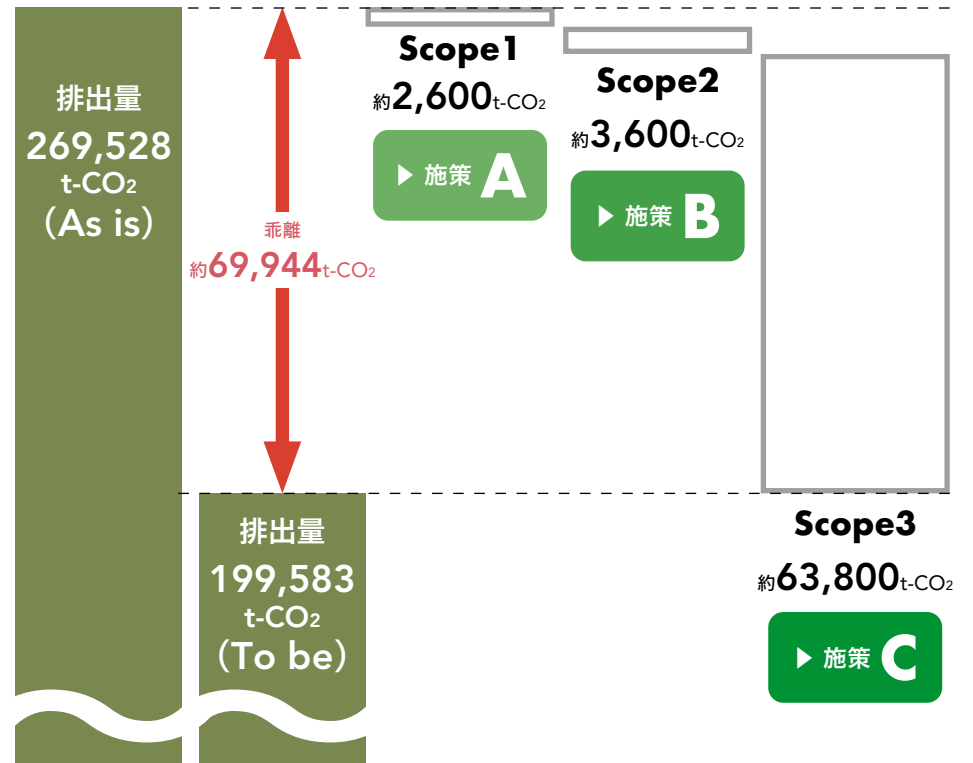 排出量
269,528
t-CO2
（As is）
乖離
約69,944t-CO2
Scope1
約2,600t-CO2
▶ 施策 A
Scope2
約3,600t-CO2
▶ 施策 B
排出量
199,583
t-CO2
（To be）
Scope3
約63,800t-CO2
▶ 施策 C